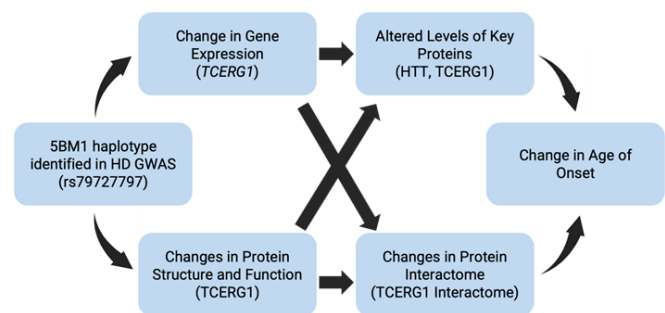 Change in Gene
Expression
(TCERG1)
Altered Levels of Key
Proteins
(HTT, TCERG1)
5BM1 haplotype
identified in HD GWAS
(rs79727797)
Change in Age of
Onset
Changes in Protein
Structure and Function
(TCERG1)
Changes in Protein
Interactome
(TCERG1 Interactome)